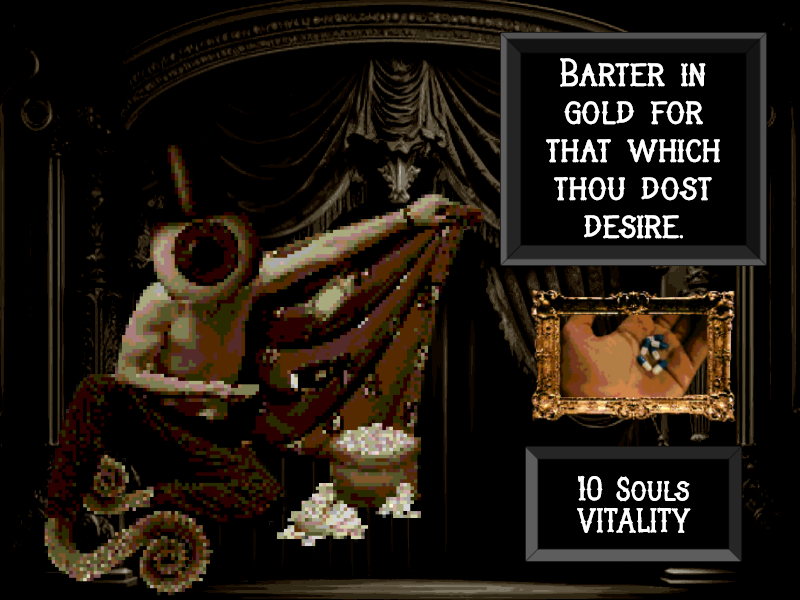 Barter in
gold for
that which
thou dost
desire.
10 Souls
VITALITY